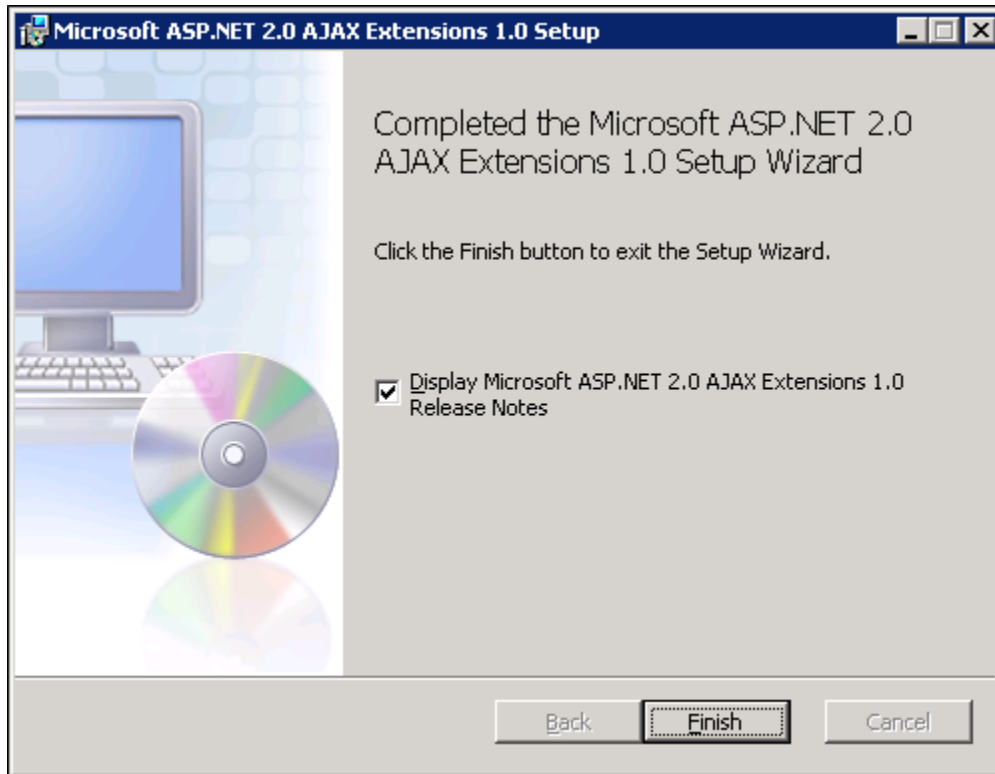 Microsoft ASP.NET 2.0 AJAX Extensions 1.0 Setup
Completed the Microsoft ASP.NET 2.0
AJAX Extensions 1.0 Setup Wizard
Click the Finish button to exit the Setup Wizard.
Display Microsoft ASP.NET 2.0 AJAX Extensions 1.0
Release Notes
Back
Finish
Cancel